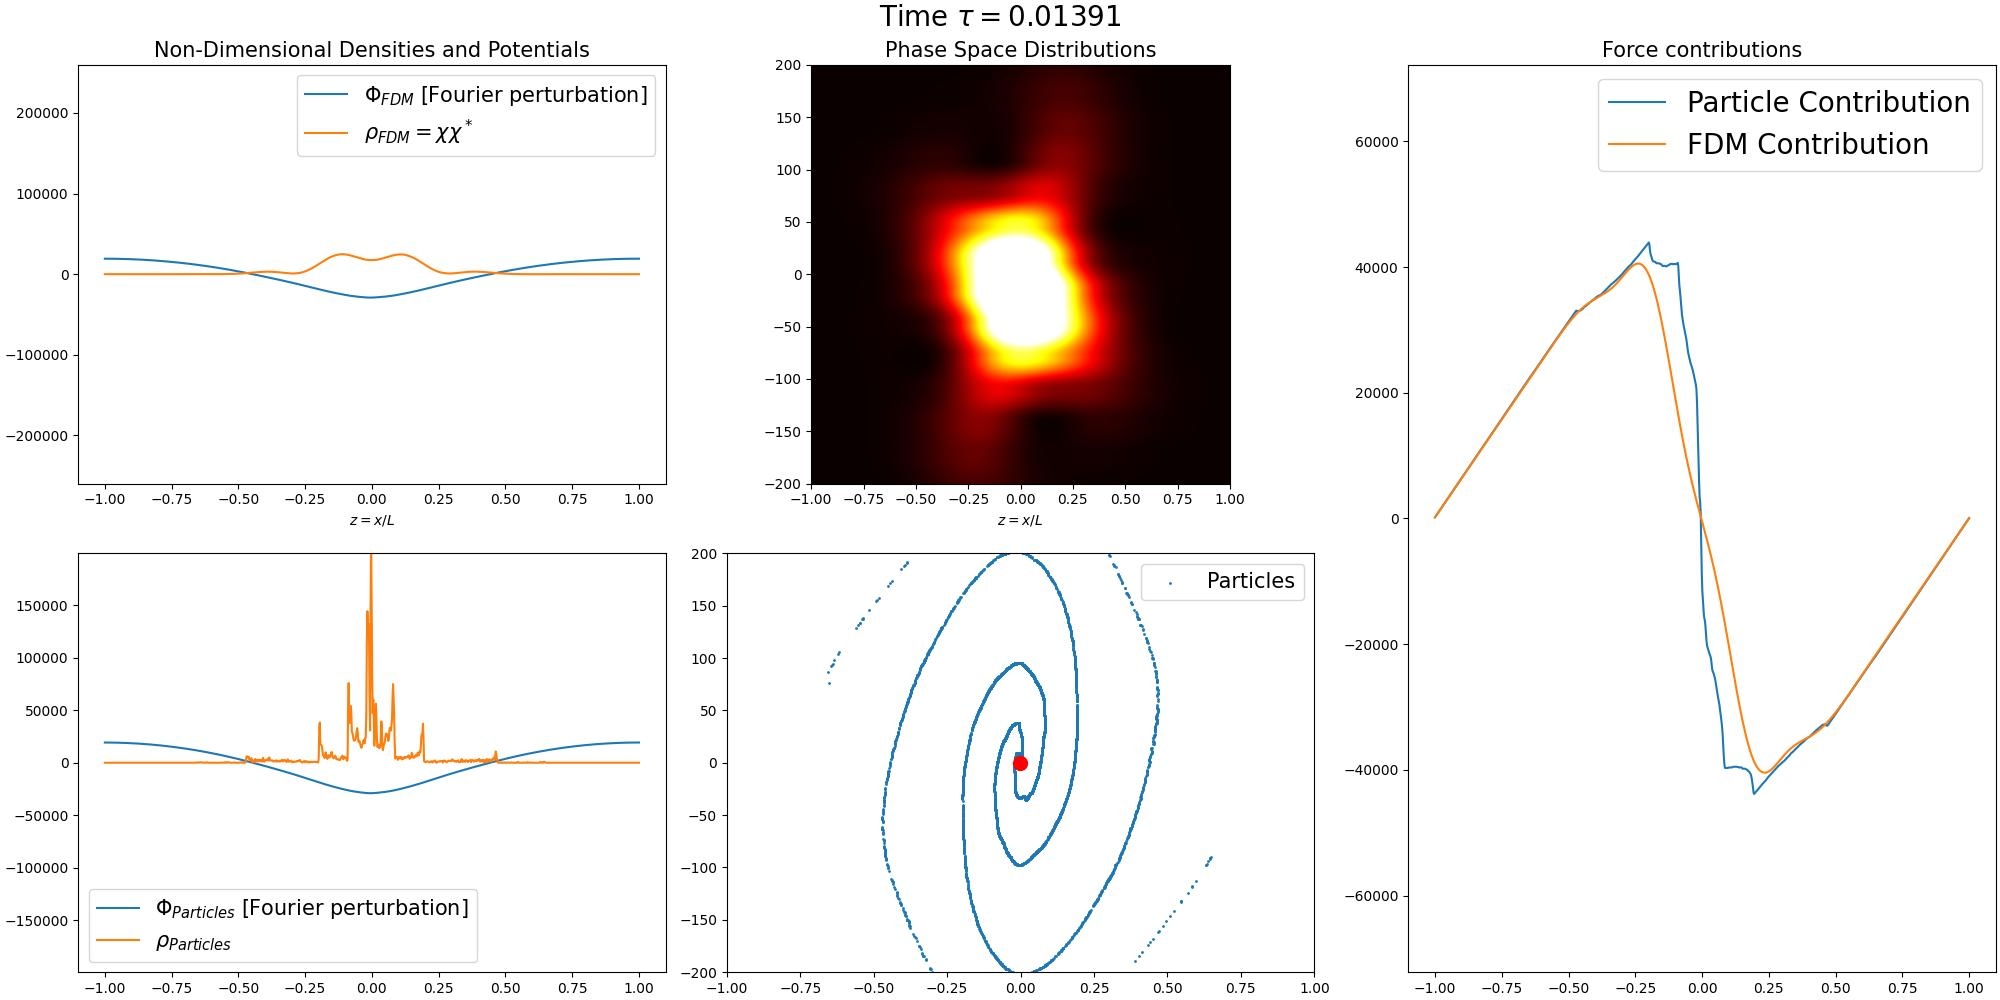 Time τ = 0.01391
Non-Dimensional Densities and Potentials
Φ_FDM [Fourier perturbation]
ρ_FDM = χχ*
200000
100000
0
−100000
−200000
−1.00 −0.75 −0.50 −0.25 0.00 0.25 0.50 0.75 1.00
z = x/L
Phase Space Distributions
200
150
100
50
0
−50
−100
−150
−200
−1.00 −0.75 −0.50 −0.25 0.00 0.25 0.50 0.75 1.00
z = x/L
Force contributions
Particle Contribution
FDM Contribution
60000
40000
20000
0
−20000
−40000
−60000
−1.00 −0.75 −0.50 −0.25 0.00 0.25 0.50 0.75 1.00
150000
100000
50000
0
−50000
−100000
−150000
Φ_Particles [Fourier perturbation]
ρ_Particles
−1.00 −0.75 −0.50 −0.25 0.00 0.25 0.50 0.75 1.00
Particles
200
150
100
50
0
−50
−100
−150
−200
−1.00 −0.75 −0.50 −0.25 0.00 0.25 0.50 0.75 1.00